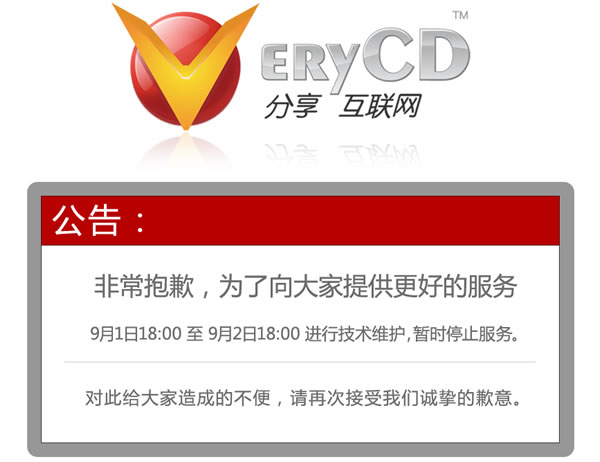 VERYCD™
分享 互联网
公告：
非常抱歉，为了向大家提供更好的服务
9月1日18:00 至 9月2日18:00 进行技术维护,暂时停止服务。
对此给大家造成的不便，请再次接受我们诚挚的歉意。